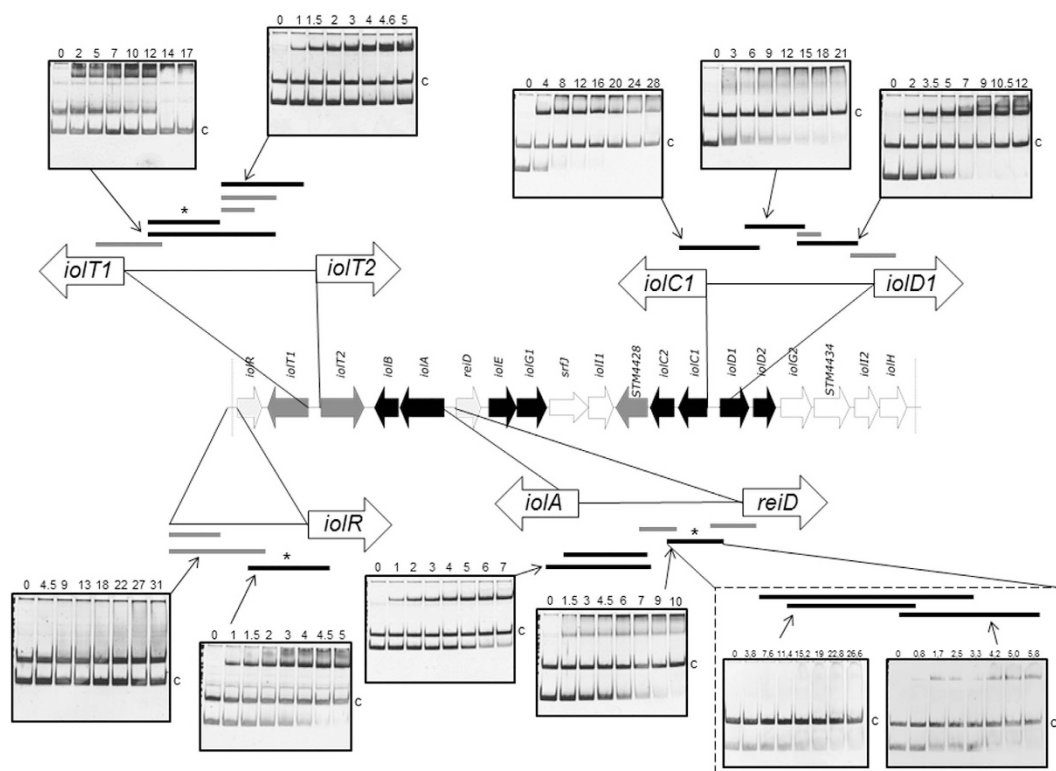 0 1 1.5 2 3 4 4.6 5
c
0 2 5 7 10 12 14 17
c
0 3 6 9 12 15 18 21
c
0 4 8 12 16 20 24 28
c
0 2 3.5 5 7 9 10.5 12
c
*
iolT1
iolT2
iolC1
iolD1
iolR
iolT1
iolT2
iolB
iolA
reiD
iolE
iolG1
srfJ
iolI1
STM4428
iolC2
iolC1
iolD1
iolD2
iolG2
STM4434
iolI2
iolH
iolA
reiD
iolR
*
*
0 4.5 9 13 18 22 27 31
c
0 1 1.5 2 3 4 4.5 5
c
0 1 2 3 4 5 6 7
c
0 1.5 3 4.5 6 7 9 10
c
0 3.8 7.6 11.4 15.2 19 22.8 26.6
c
0 0.8 1.7 2.5 3.3 4.2 5.0 5.8
c